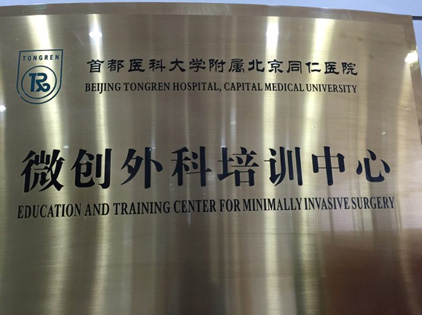 TONGREN
首都医科大学附属北京同仁医院
BEIJING TONGREN HOSPITAL, CAPITAL MEDICAL UNIVERSITY
微创外科培训中心
EDUCATION AND TRAINING CENTER FOR MINIMALLY INVASIVE SURGERY